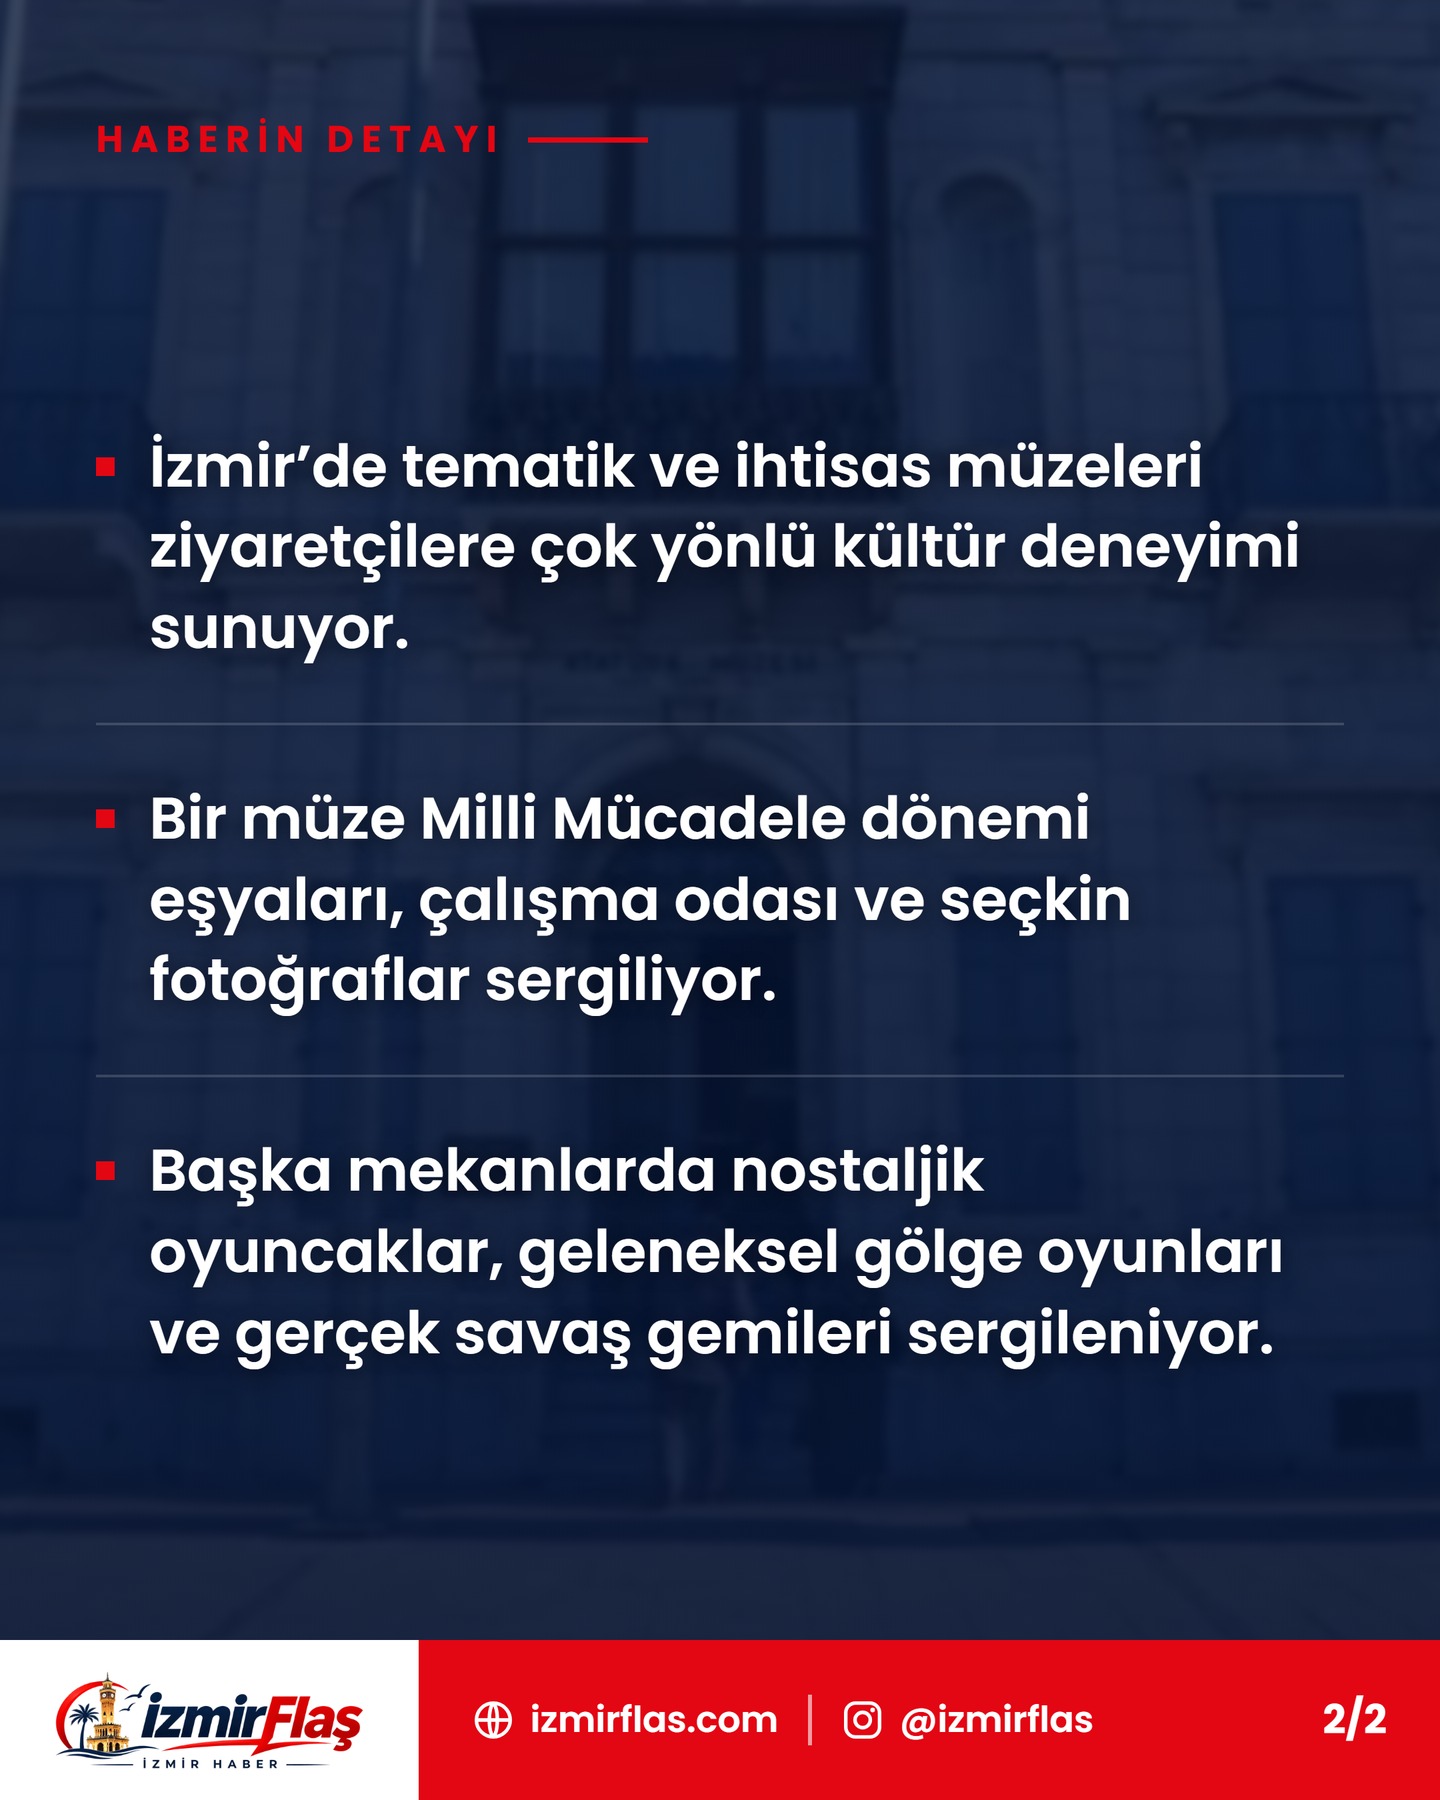 HABERİN DETAYI
İzmir’de tematik ve ihtisas müzeleri
ziyaretçilere çok yönlü kültür deneyimi
sunuyor.
Bir müze Milli Mücadele dönemi
eşyaları, çalışma odası ve seçkin
fotoğraflar sergiliyor.
Başka mekanlarda nostaljik
oyuncaklar, geleneksel gölge oyunları
ve gerçek savaş gemileri sergileniyor.
izmirFlaş
İZMİR HABER
izmirflas.com
@izmirflas
2/2